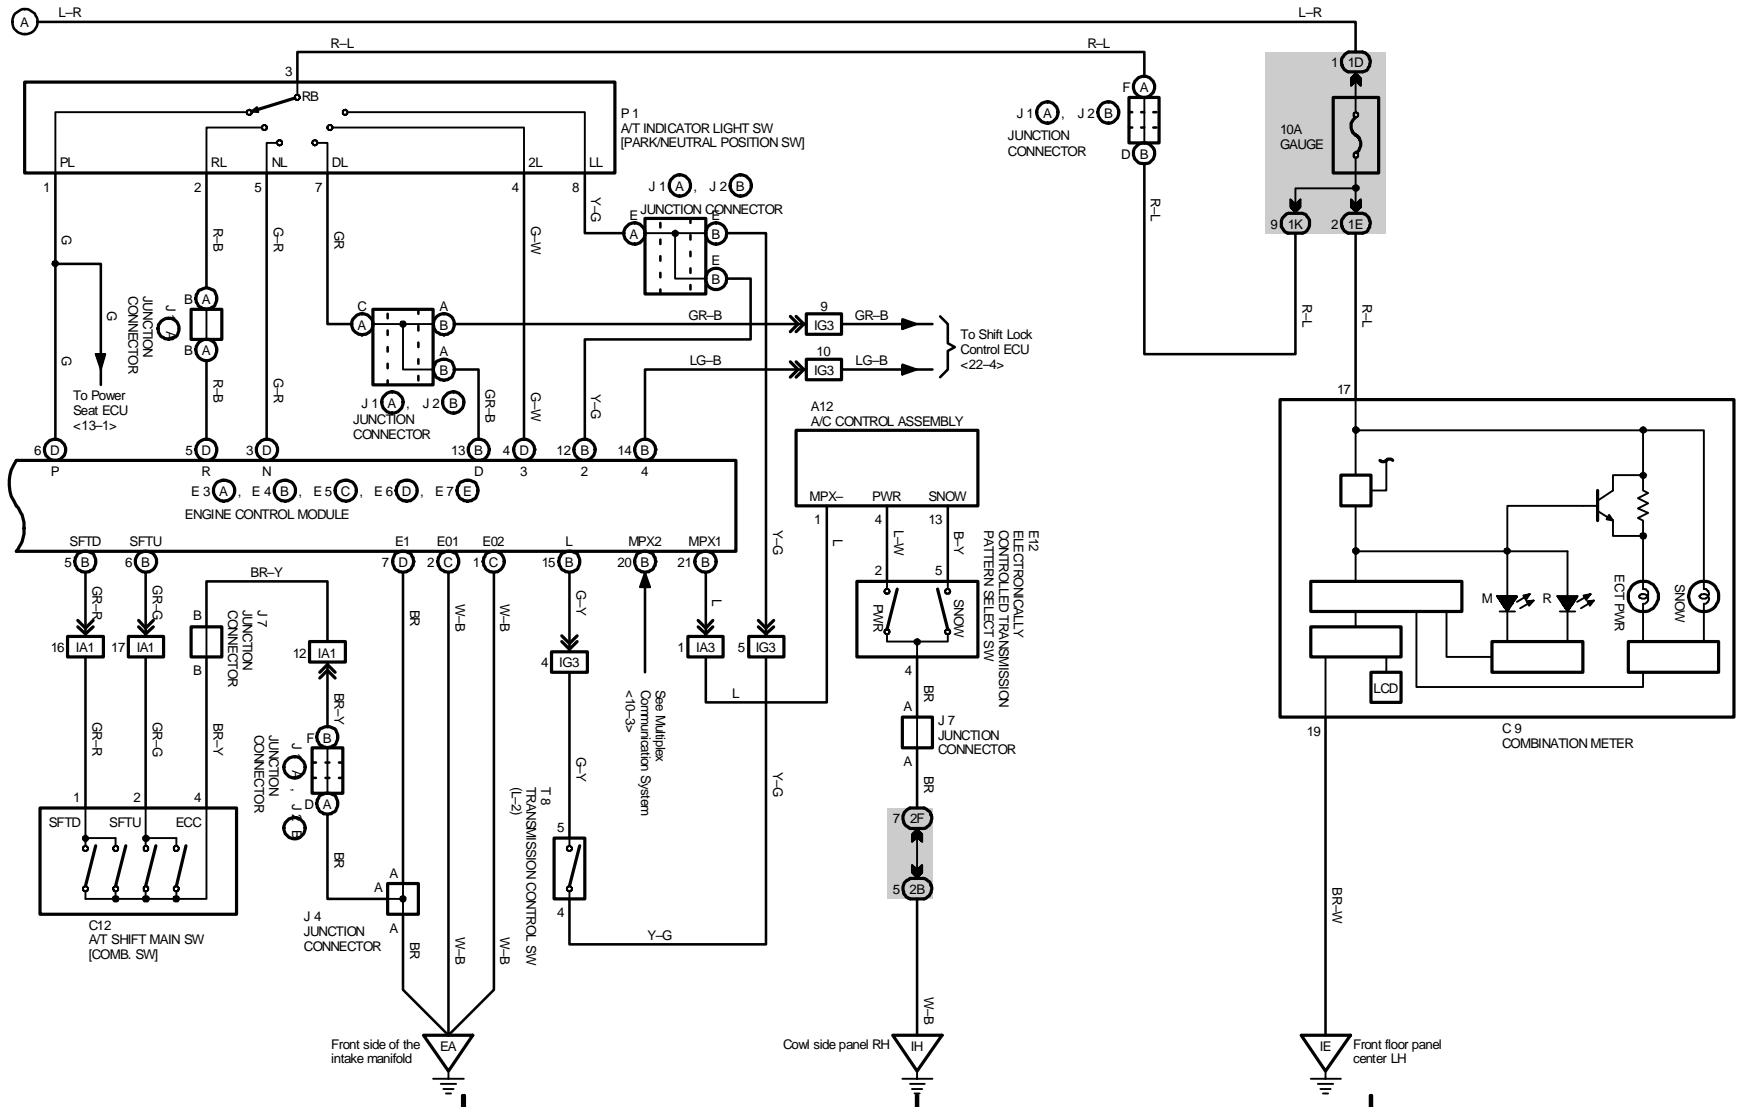 A
L–R
L–R
R–L
R–L
3
RB
PL
RL
NL
DL
2L
LL
P 1
A/T INDICATOR LIGHT SW
[PARK/NEUTRAL POSITION SW]
1
2
5
7
4
8
F
A
J 1 A , J 2 B
JUNCTION
CONNECTOR
D
B
R–L
1
1D
10A
GAUGE
9
1K
2
1E
R–L
R–L
G
R–B
G–R
GR
G–W
Y–G
J 1 A , J 2 B
JUNCTION CONNECTOR
E
A
E
B
E
B
G
To Power
Seat ECU
<13–1>
G
J 1 A
JUNCTION
CONNECTOR
B
A
B
A
R–B
G–R
C
A
A
B
A
B
J 1 A , J 2 B
JUNCTION
CONNECTOR
GR–B
G–W
Y–G
GR–B
9
IG3
GR–B
LG–B
10
IG3
LG–B
To Shift Lock
Control ECU
<22–4>
6 D
5 D
3 D
13 B
4 D
12 B
14 B
P
R
N
D
3
2
4
E 3 A , E 4 B , E 5 C , E 6 D , E 7 E
ENGINE CONTROL MODULE
SFTD
SFTU
E1
E01
E02
L
MPX2
MPX1
5 B
6 B
7 D
2 C
1 C
15 B
20 B
21 B
A12
A/C CONTROL ASSEMBLY
MPX–
PWR
SNOW
1
4
13
L
L–W
B–Y
Y–G
2
5
PWR
SNOW
4
E12
ELECTRONICALLY
CONTROLLED TRANSMISSION
PATTERN SELECT SW
GR–R
GR–G
BR–Y
BR
W–B
W–B
G–Y
L
16 IA1
17 IA1
B
B
J 7
JUNCTION
CONNECTOR
12 IA1
4 IG3
1 IA3
5 IG3
L
See Multiplex
Communication System
<10–3>
GR–R
GR–G
BR–Y
BR–Y
F
B
D
A
J 1 A , J 2 B
JUNCTION
CONNECTOR
G–Y
Y–G
BR
A
J 7
JUNCTION
CONNECTOR
A
BR
7 2F
5 2B
W–B
1
2
4
SFTD
SFTU
ECC
C12
A/T SHIFT MAIN SW
[COMB. SW]
BR
A
A
A
J 4
JUNCTION
CONNECTOR
BR
W–B
W–B
5
4
T 8
TRANSMISSION CONTROL SW
(L–2)
Y–G
Front side of the
intake manifold
EA
Cowl side panel RH
IH
17
M
R
ECT PWR
SNOW
LCD
19
C 9
COMBINATION METER
BR–W
IE
Front floor panel
center LH